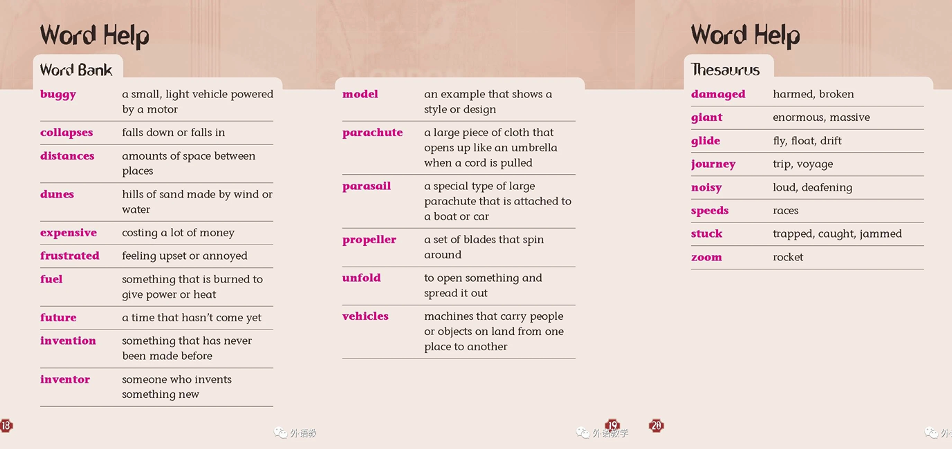 Word Help
Word Bank
buggy a small, light vehicle powered
by a motor
collapses falls down or falls in
distances amounts of space between
places
dunes hills of sand made by wind or
water
expensive costing a lot of money
frustrated feeling upset or annoyed
fuel something that is burned to
give power or heat
future a time that hasn't come yet
invention something that has never
been made before
inventor someone who invents
something new
18
外语教
model an example that shows a
style or design
parachute a large piece of cloth that
opens up like an umbrella
when a cord is pulled
parasail a special type of large
parachute that is attached to
a boat or car
propeller a set of blades that spin
around
unfold to open something and
spread it out
vehicles machines that carry people
or objects on land from one
place to another
外语教学
19
Word Help
Thesaurus
damaged harmed, broken
giant enormous, massive
glide fly, float, drift
journey trip, voyage
noisy loud, deafening
speeds races
stuck trapped, caught, jammed
zoom rocket
20